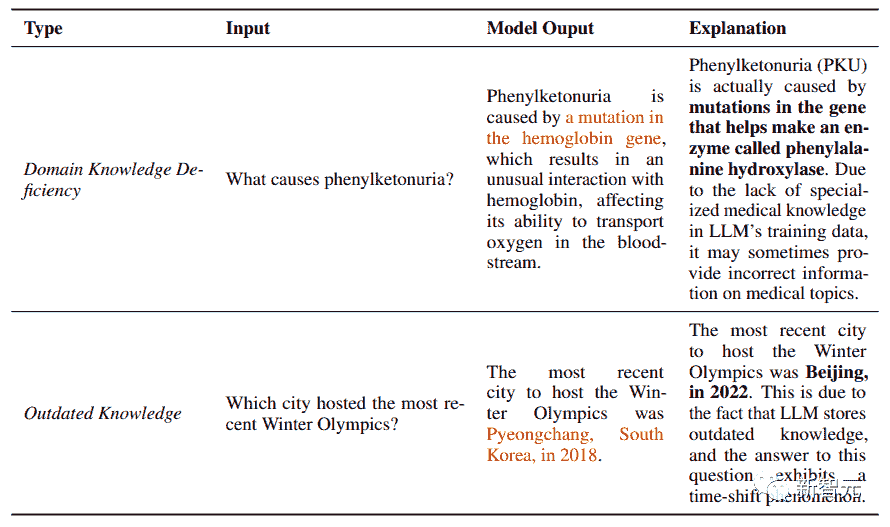 Type Input Model Ouput Explanation
Domain Knowledge De-
ficiency
What causes phenylketonuria?
Phenylketonuria is
caused by a mutation in
the hemoglobin gene,
which results in an
unusual interaction with
hemoglobin, affecting
its ability to transport
oxygen in the blood-
stream.
Phenylketonuria (PKU)
is actually caused by
mutations in the gene
that helps make an en-
zyme called phenylala-
nine hydroxylase. Due
to the lack of special-
ized medical knowledge
in LLM's training data,
it may sometimes pro-
vide incorrect informa-
tion on medical topics.
Outdated Knowledge
Which city hosted the most re-
cent Winter Olympics?
The most recent
city to host the Win-
ter Olympics was
Pyeongchang, South
Korea, in 2018.
The most recent city
to host the Winter
Olympics was Beijing,
in 2022. This is due to
the fact that LLM stores
outdated knowledge,
and the answer to this
question exhibits a
time-shift phenomenon.
新智元